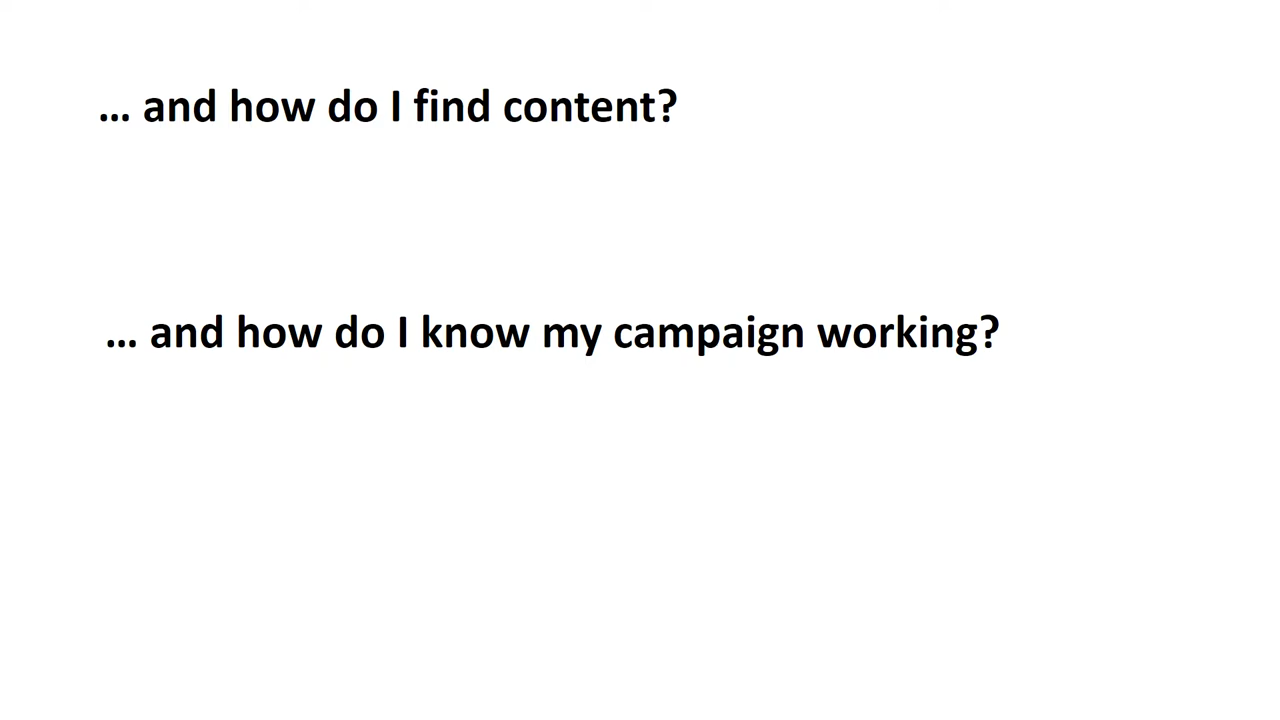 … and how do I find content?
… and how do I know my campaign working?